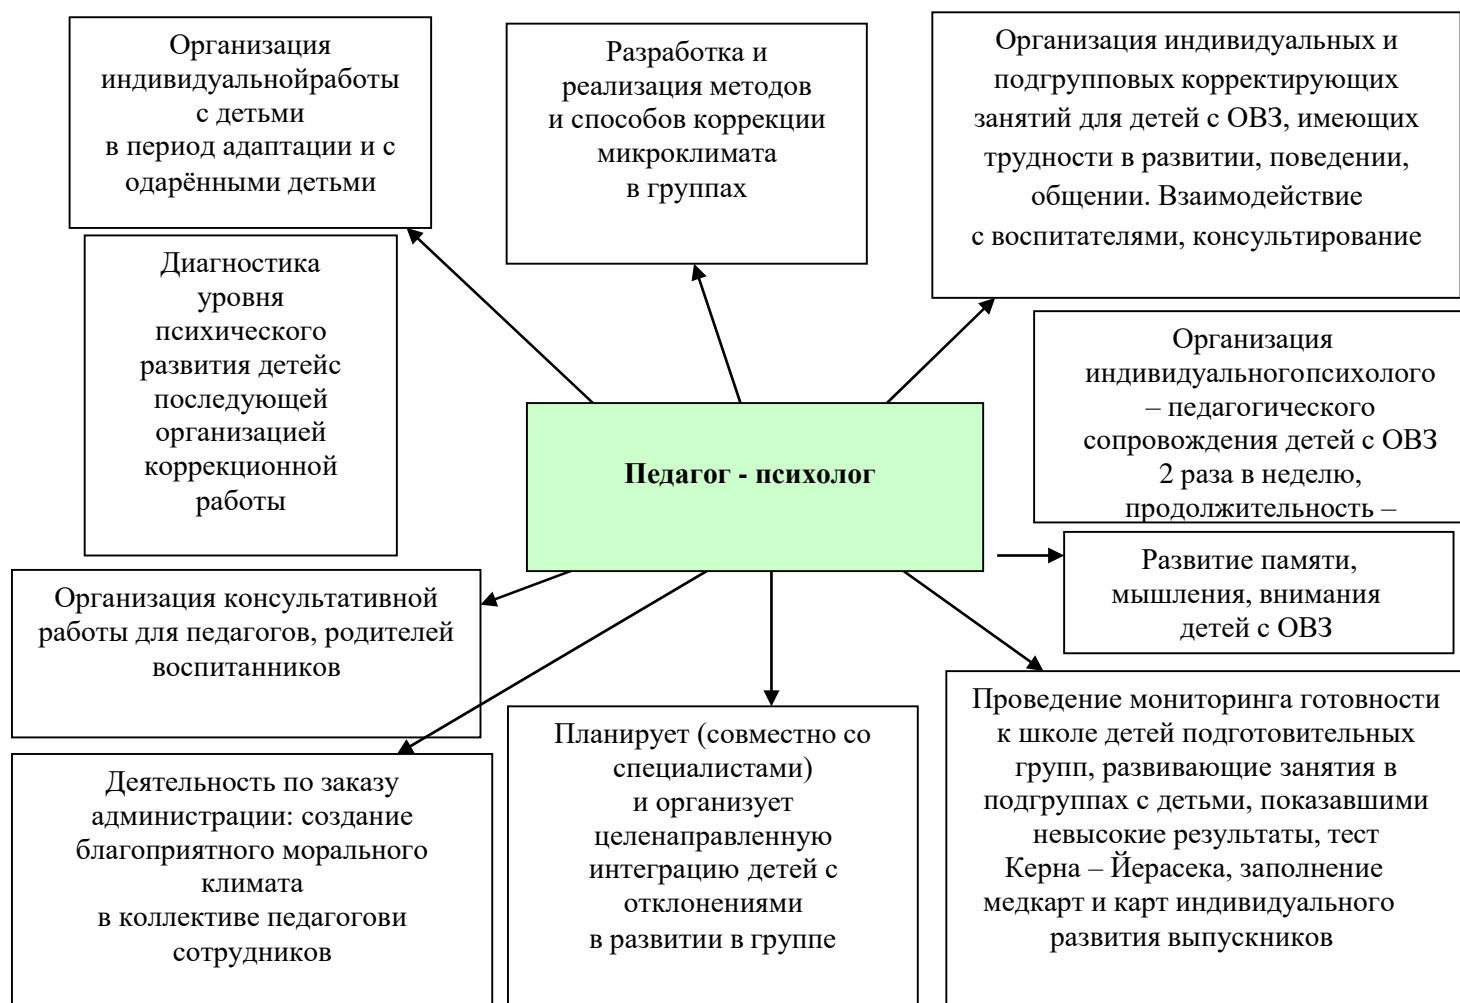 Организация
индивидуальнойработы
с детьми
в период адаптации и с
одарёнными детьми
Разработка и
реализация методов
и способов коррекции
микроклимата
в группах
Организация индивидуальных и
подгрупповых корректирующих
занятий для детей с ОВЗ, имеющих
трудности в развитии, поведении,
общении. Взаимодействие
с воспитателями, консультирование
Диагностика
уровня
психического
развития детейс
последующей
организацией
коррекционной
работы
Педагог - психолог
Организация
индивидуальногопсихолого
– педагогического
сопровождения детей с ОВЗ
2 раза в неделю,
продолжительность –
Развитие памяти,
мышления, внимания
детей с ОВЗ
Организация консультативной
работы для педагогов, родителей
воспитанников
Деятельность по заказу
администрации: создание
благоприятного морального
климата
в коллективе педагогови
сотрудников
Планирует (совместно со
специалистами)
и организует
целенаправленную
интеграцию детей с
отклонениями
в развитии в группе
Проведение мониторинга готовности
к школе детей подготовительных
групп, развивающие занятия в
подгруппах с детьми, показавшими
невысокие результаты, тест
Керна – Йерасека, заполнение
медкарт и карт индивидуального
развития выпускников